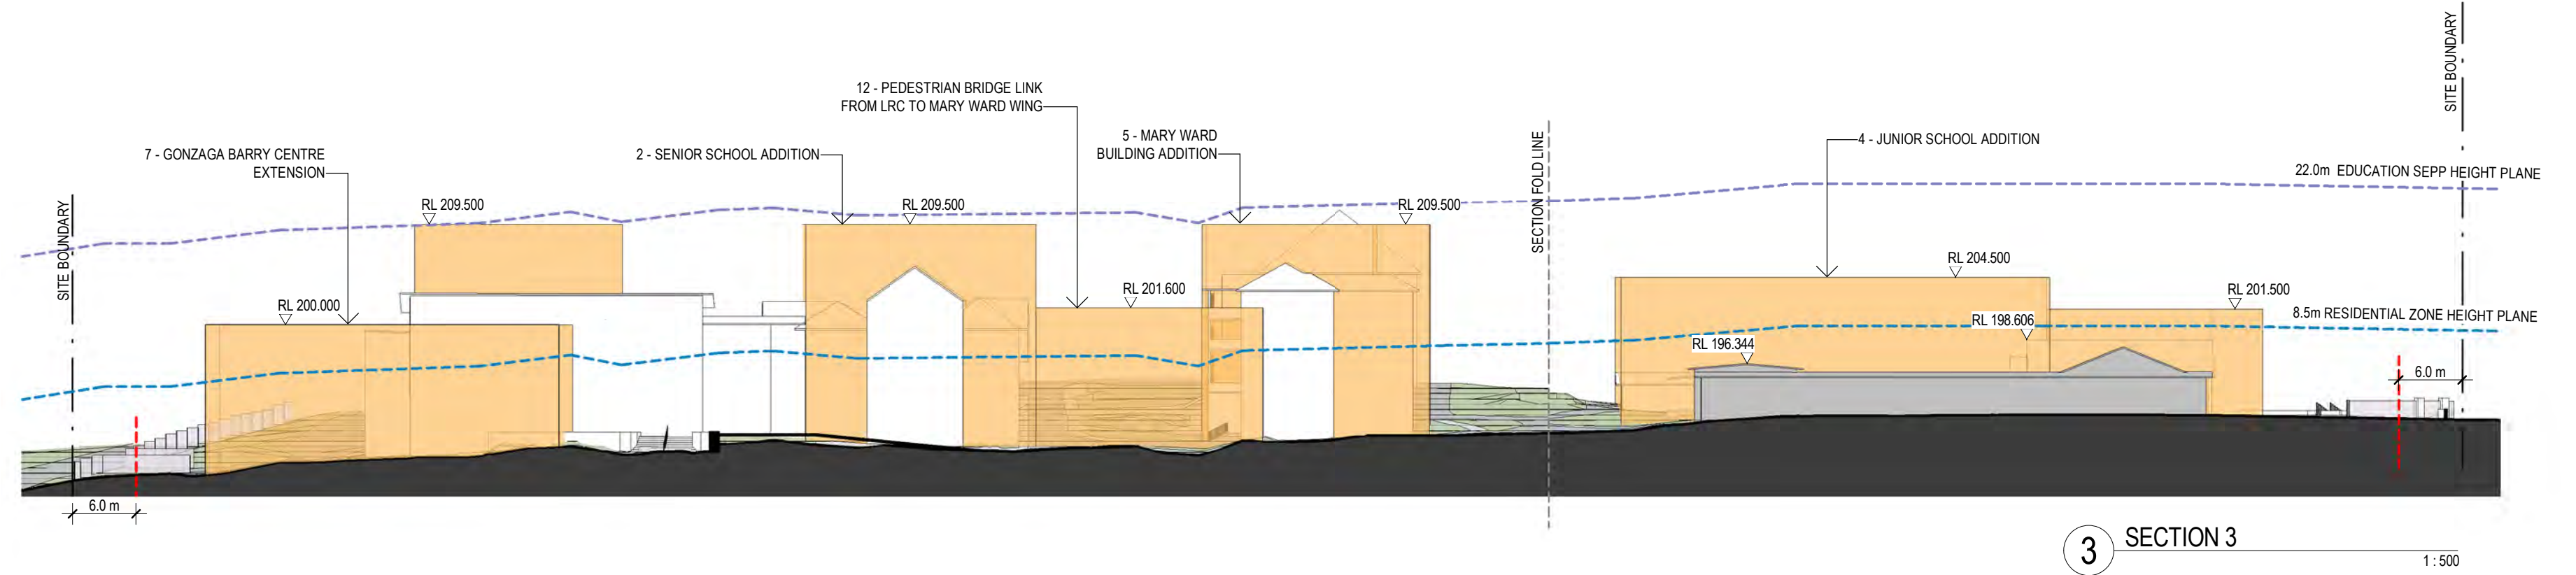 SITE BOUNDARY
7 - GONZAGA BARRY CENTRE
EXTENSION
RL 200.000
RL 209.500
2 - SENIOR SCHOOL ADDITION
RL 209.500
12 - PEDESTRIAN BRIDGE LINK
FROM LRC TO MARY WARD WING
RL 201.600
5 - MARY WARD
BUILDING ADDITION
RL 209.500
SECTION FOLD LINE
4 - JUNIOR SCHOOL ADDITION
RL 204.500
RL 198.606
RL 196.344
RL 201.500
SITE BOUNDARY
22.0m EDUCATION SEPP HEIGHT PLANE
8.5m RESIDENTIAL ZONE HEIGHT PLANE
6.0 m
6.0 m
3 SECTION 3
1 : 500